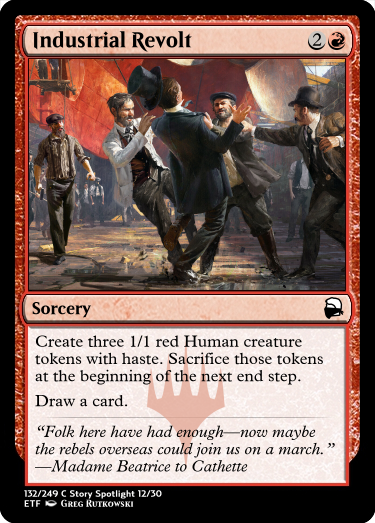 Industrial Revolt 2
Sorcery
Create three 1/1 red Human creature
tokens with haste. Sacrifice those tokens
at the beginning of the next end step.
Draw a card.
“Folk here have had enough—now maybe
the rebels overseas could join us on a march.”
—Madame Beatrice to Cathette
132/249 C Story Spotlight 12/30
ETF Greg Rutkowski